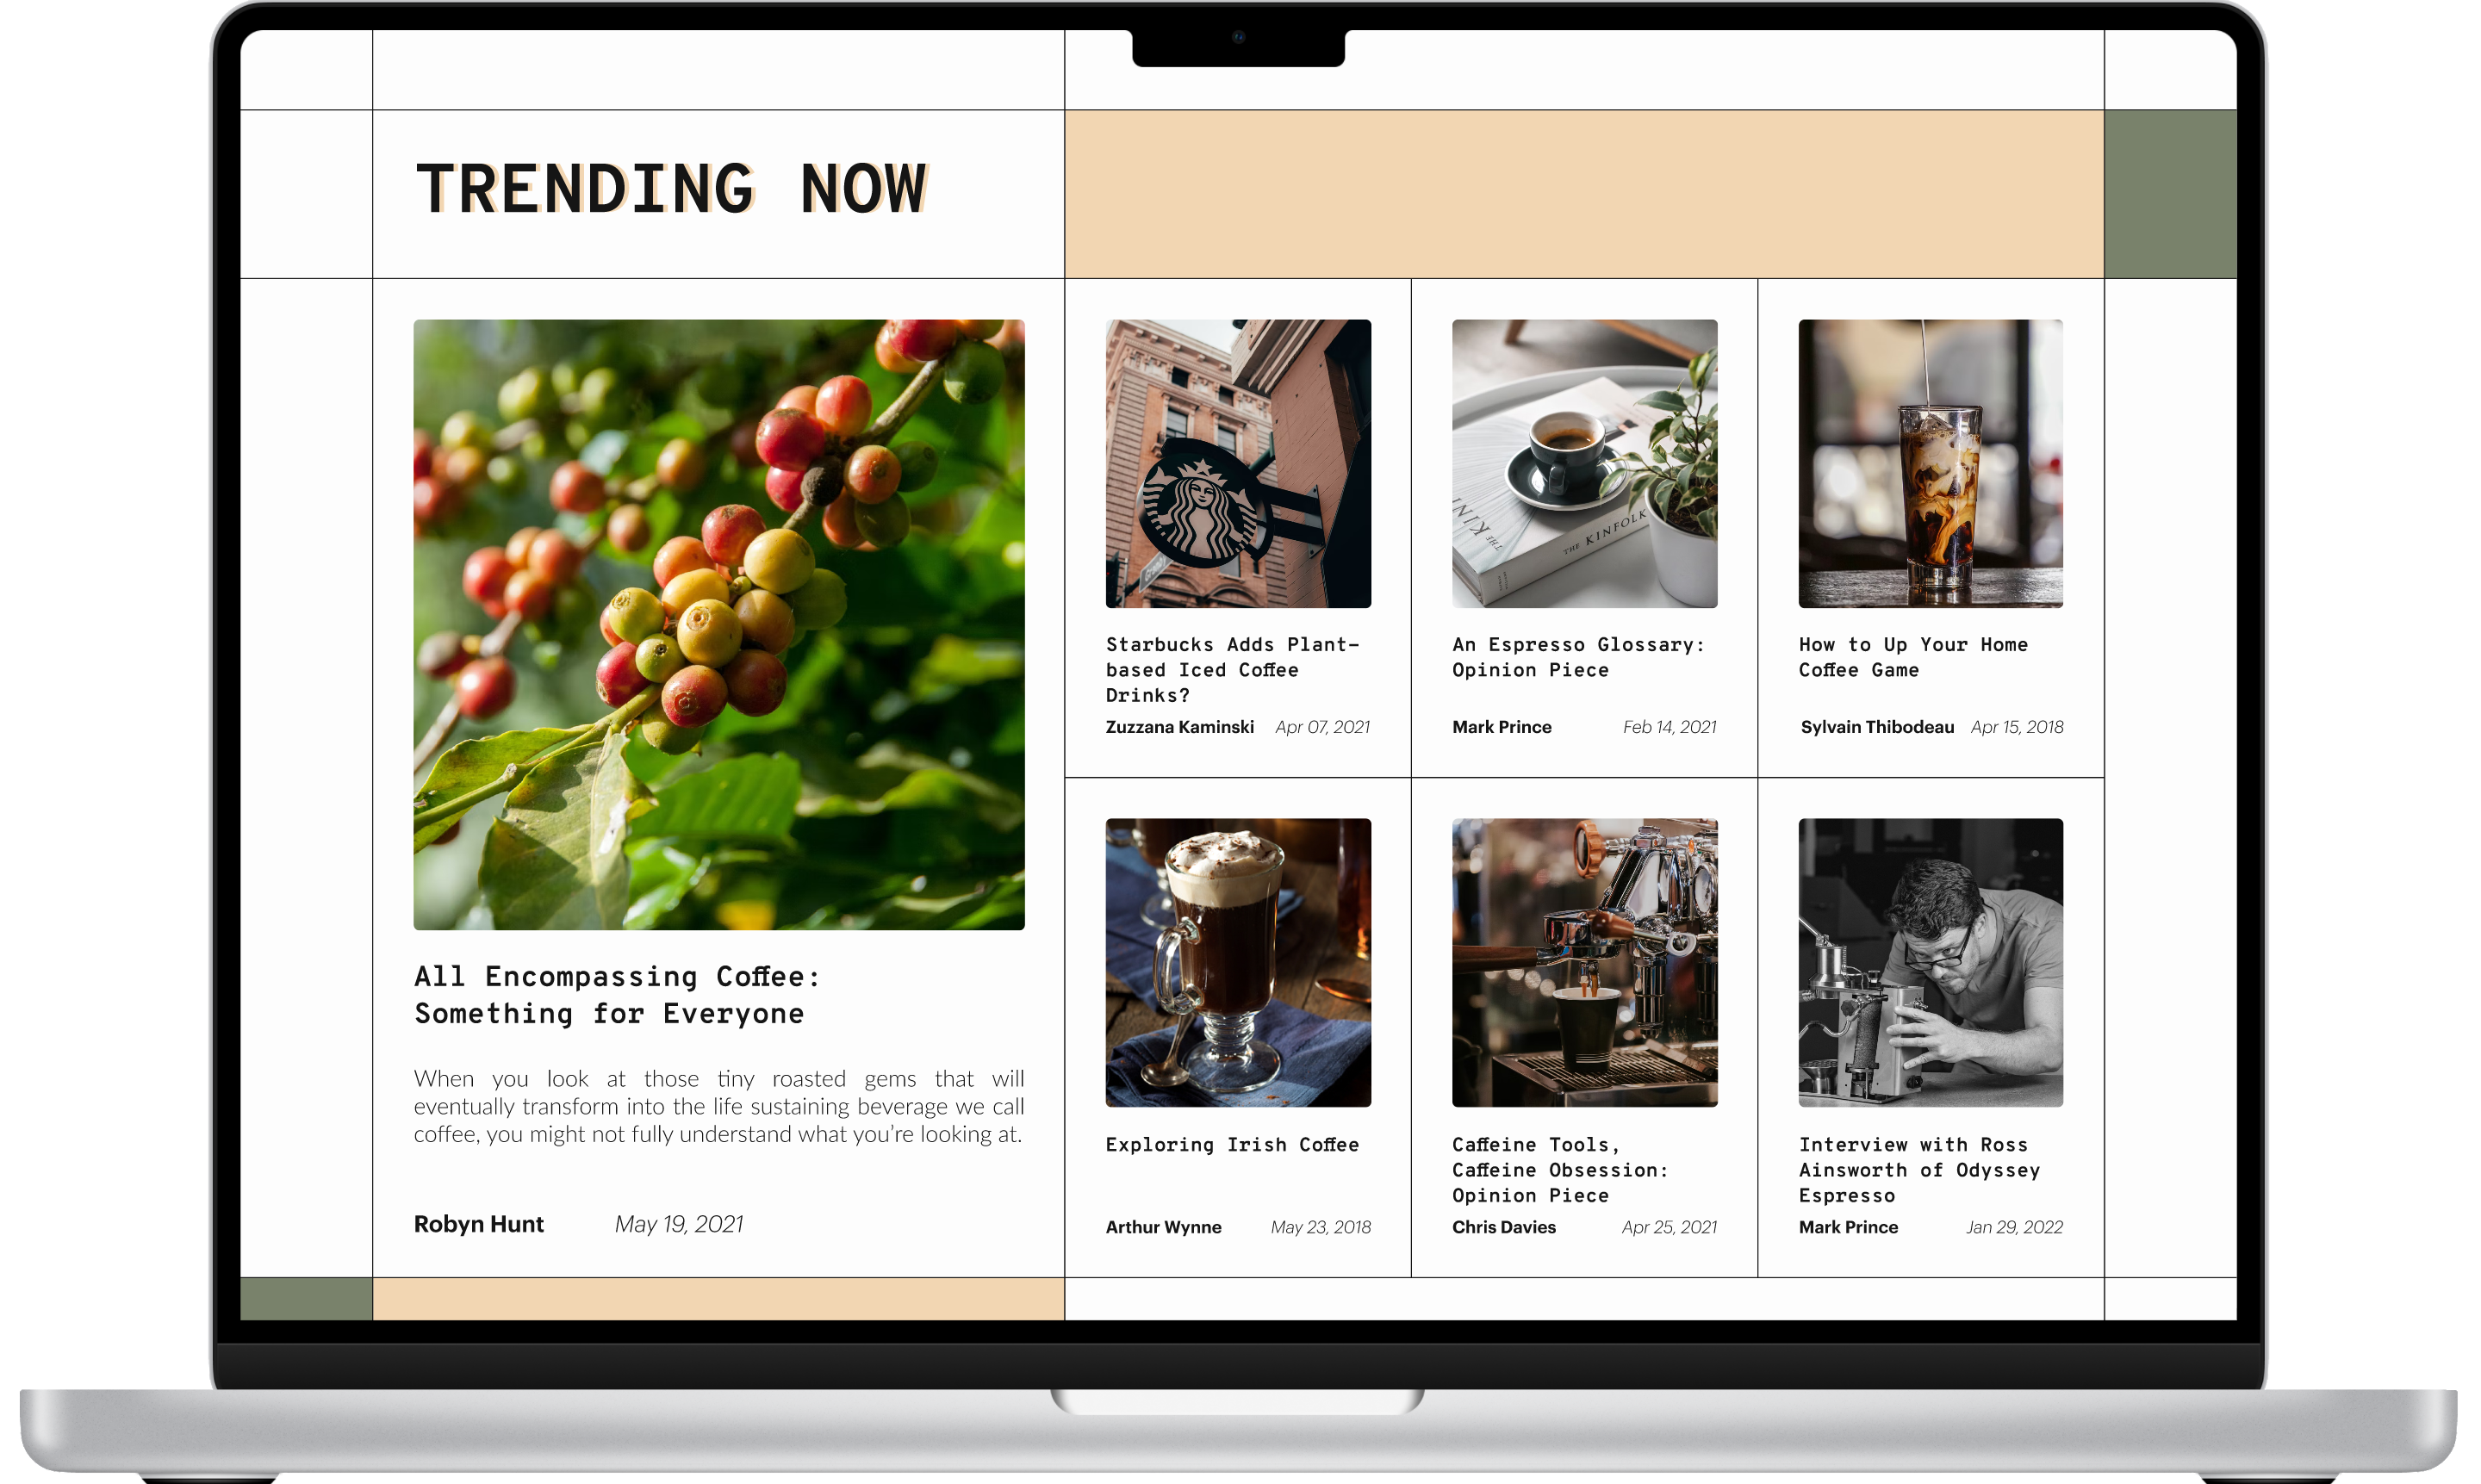 TRENDING NOW
All Encompassing Coffee:
Something for Everyone
When you look at those tiny roasted gems that will
eventually transform into the life sustaining beverage we call
coffee, you might not fully understand what you’re looking at.
Robyn Hunt May 19, 2021
Starbucks Adds Plant-
based Iced Coffee
Drinks?
Zuzzana Kaminski Apr 07, 2021
THE KIN
THE KINFOLK
An Espresso Glossary:
Opinion Piece
Mark Prince Feb 14, 2021
How to Up Your Home
Coffee Game
Sylvain Thibodeau Apr 15, 2018
Exploring Irish Coffee
Arthur Wynne May 23, 2018
Caffeine Tools,
Caffeine Obsession:
Opinion Piece
Chris Davies Apr 25, 2021
Interview with Ross
Ainsworth of Odyssey
Espresso
Mark Prince Jan 29, 2022